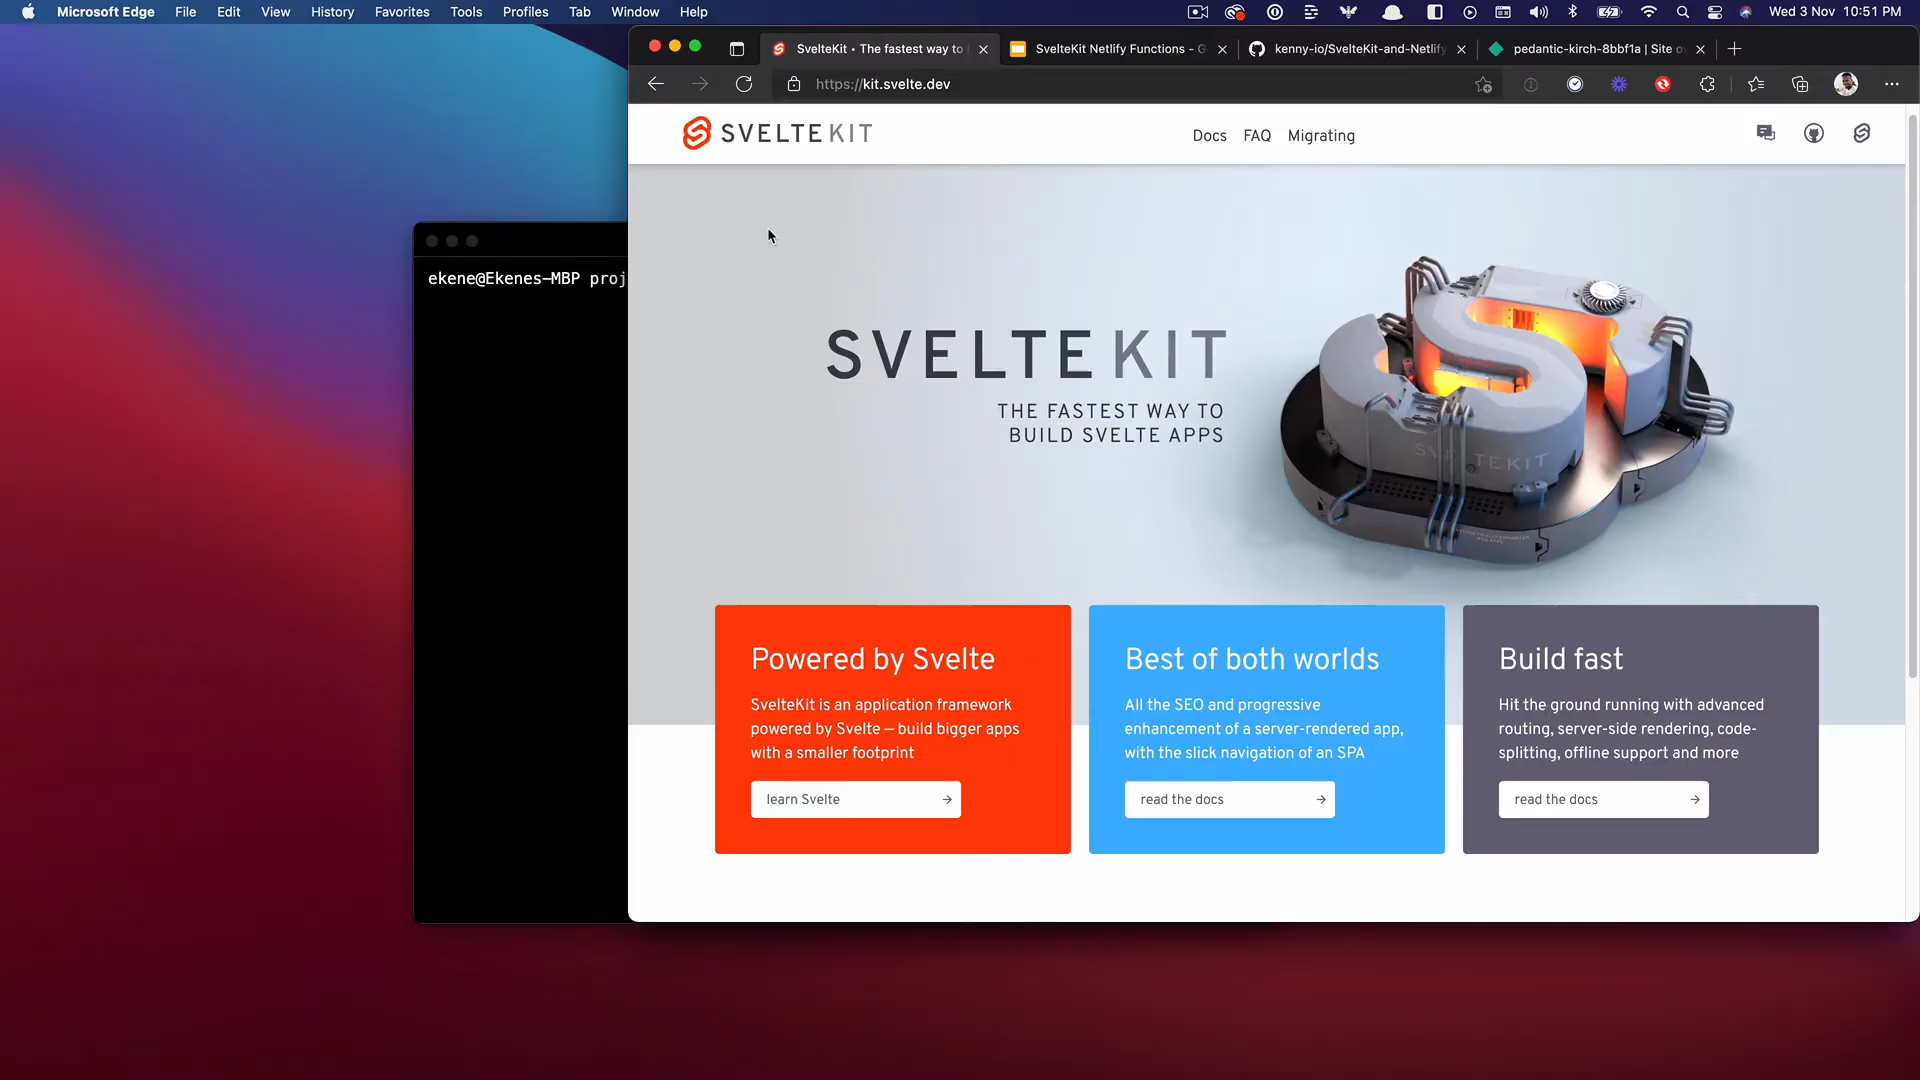 Microsoft Edge File Edit View History Favorites Tools Profiles Tab Window Help Wed 3 Nov 10:51 PM
SvelteKit • The fastest way to
SvelteKit Netlify Functions - G
kenny-io/SvelteKit-and-Netlify
pedantic-kirch-8bbf1a | Site o
https://kit.svelte.dev
SVELTEKIT
Docs FAQ Migrating
ekene@Ekenes-MBP proj
SVELTEKIT
THE FASTEST WAY TO
BUILD SVELTE APPS
SVELTEKIT
Powered by Svelte
SvelteKit is an application framework
powered by Svelte — build bigger apps
with a smaller footprint
learn Svelte →
Best of both worlds
All the SEO and progressive
enhancement of a server-rendered app,
with the slick navigation of an SPA
read the docs →
Build fast
Hit the ground running with advanced
routing, server-side rendering, code-
splitting, offline support and more
read the docs →